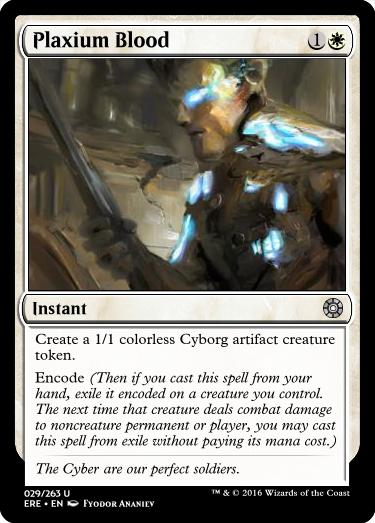 Plaxium Blood 1
Instant
Create a 1/1 colorless Cyborg artifact creature
token.
Encode (Then if you cast this spell from your
hand, exile it encoded on a creature you control.
The next time that creature deals combat damage
to noncreature permanent or player, you may cast
this spell from exile without paying its mana cost.)
The Cyber are our perfect soldiers.
029/263 U
ERE • EN Fyodor Ananiev
™ & © 2016 Wizards of the Coast